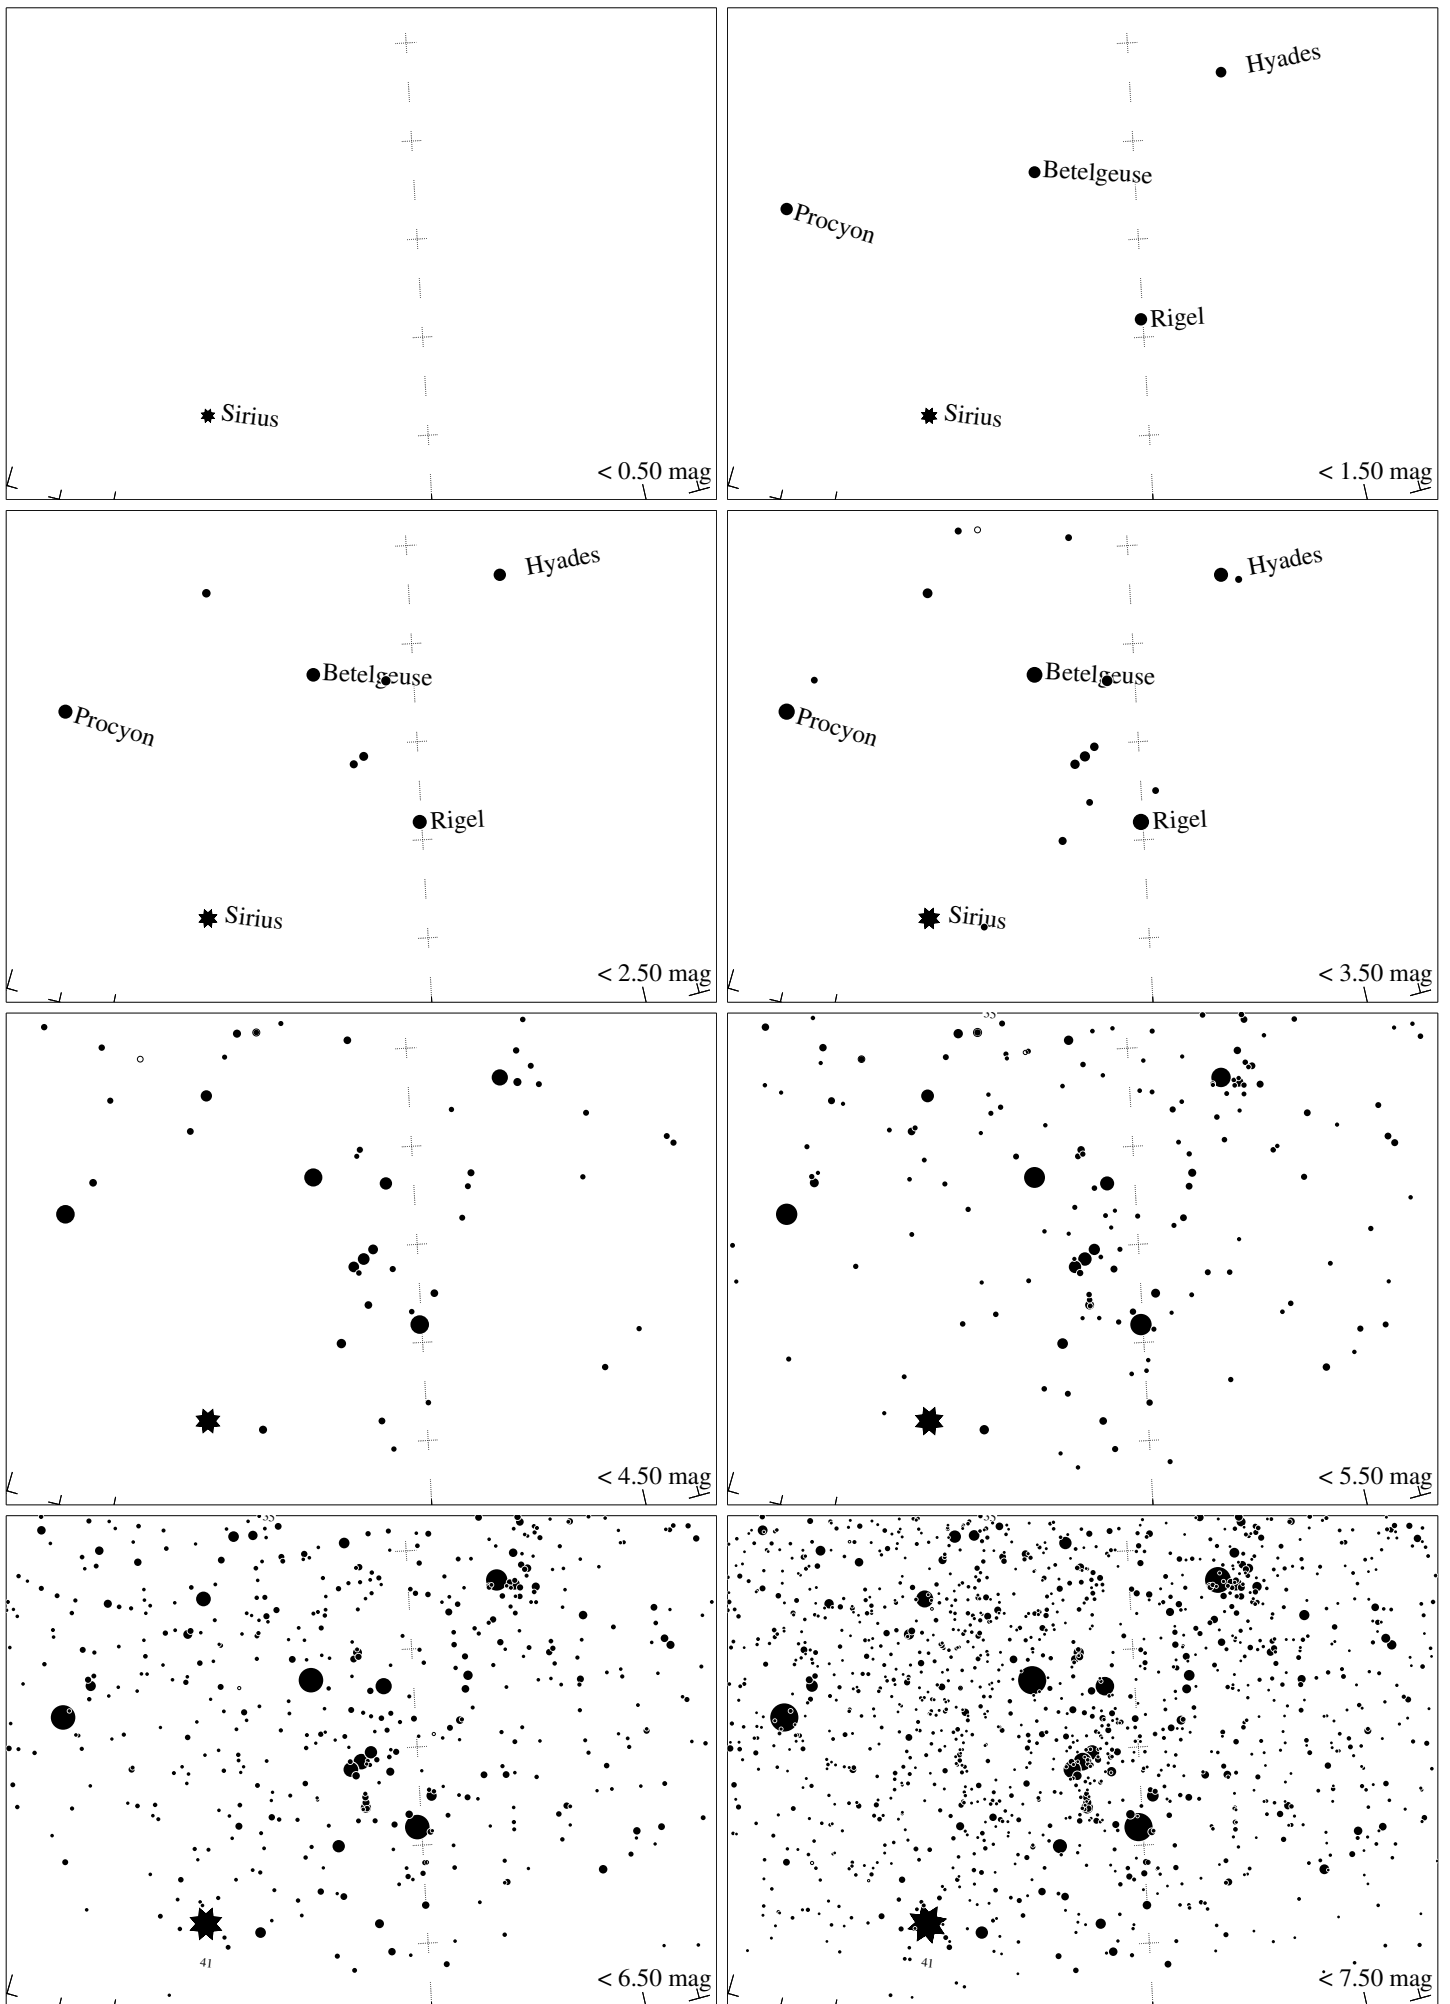 Sirius
< 0.50 mag
Hyades
Betelgeuse
Procyon
Rigel
Sirius
< 1.50 mag
Hyades
Betelgeuse
Procyon
Rigel
Sirius
< 2.50 mag
Hyades
Betelgeuse
Procyon
Rigel
Sirius
< 3.50 mag
< 4.50 mag
< 5.50 mag
41
< 6.50 mag
41
< 7.50 mag